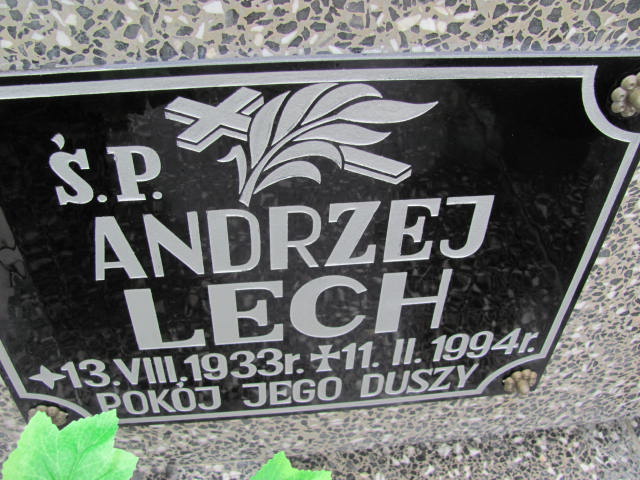 Ś.P.
ANDRZEJ
LECH
13.VIII.1933r. ✝11. II. 1994r.
POKÓJ JEGO DUSZY